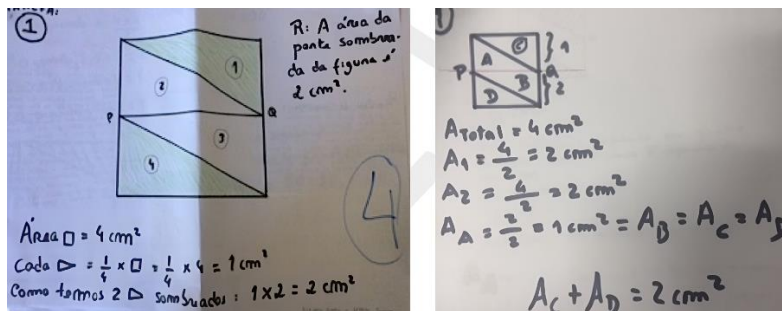 1
R: A área da
parte sombrea-
da da figura é
2 cm².
1
2
P
Q
3
4
4
Área □ = 4 cm²
Cada ▷ = 1/4 x □ = 1/4 x 4 = 1 cm²
Como temos 2 ▷ sombreados: 1 x 2 = 2 cm²
C
A
} 1
P
Q
B
D
} 2
A Total = 4 cm²
A₁ = 4/2 = 2 cm²
A₂ = 4/2 = 2 cm²
A_A = 2/2 = 1 cm² = A_B = A_C = A_D
A_C + A_D = 2 cm²